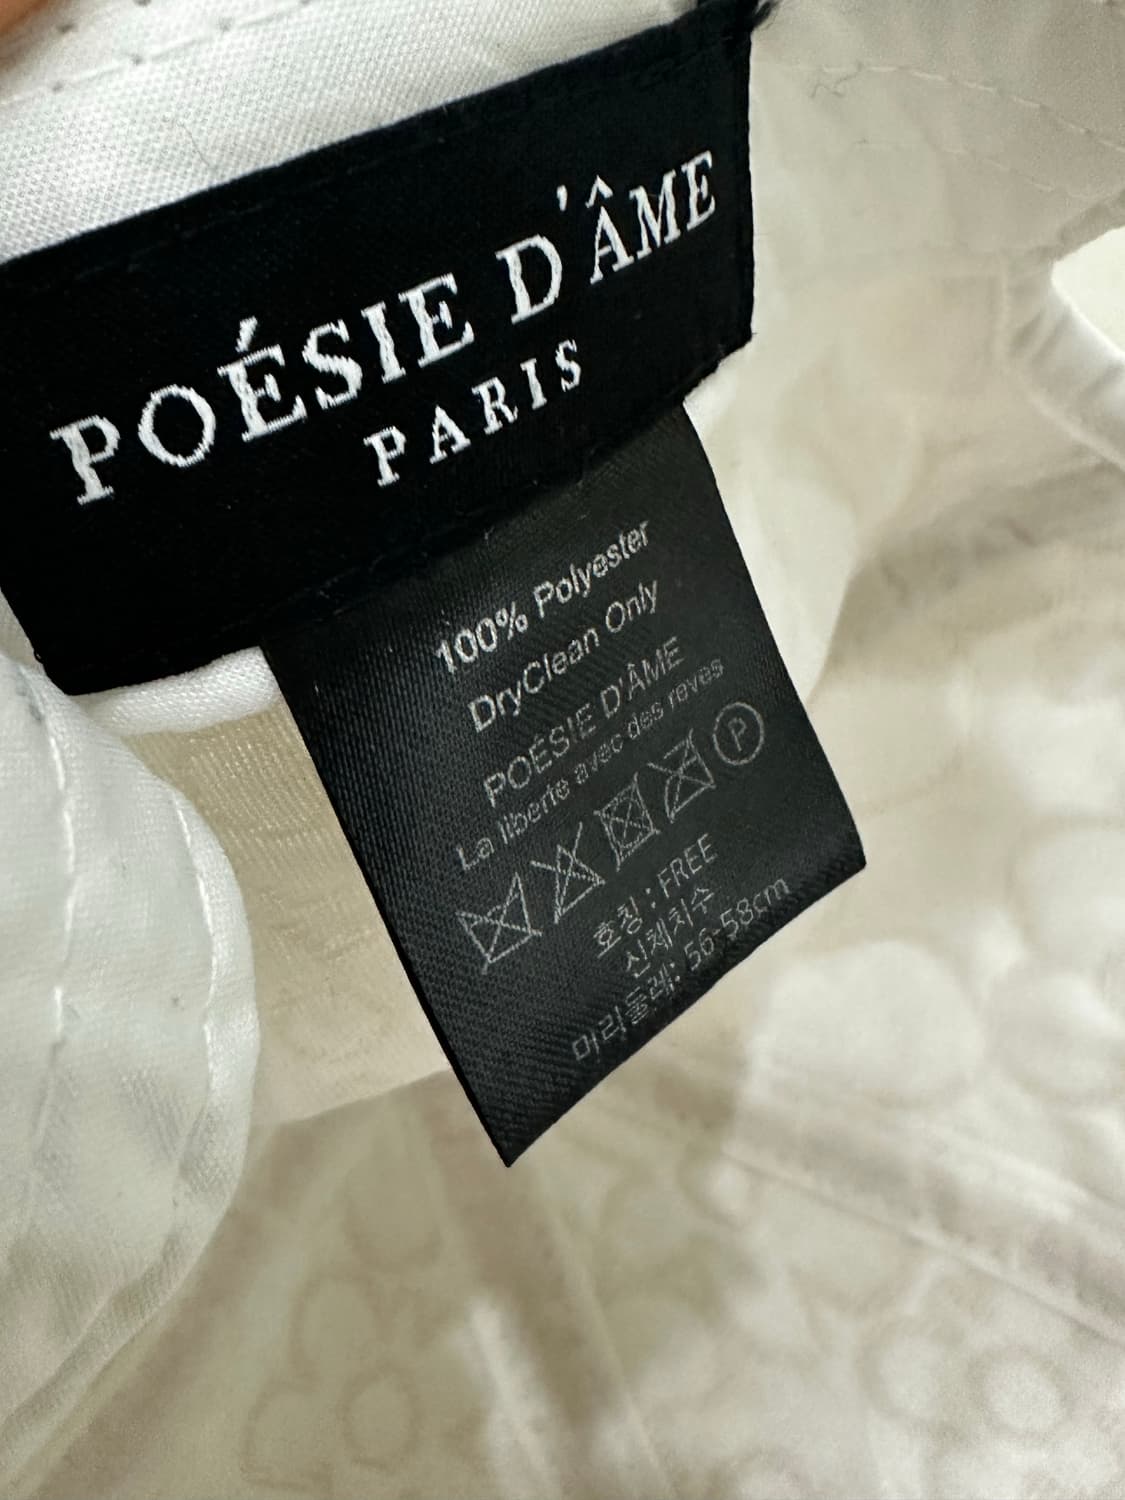 POÉSIE D'ÂME
PARIS
100% Polyester
DryClean Only
POÉSIE D'ÂME
La liberte avec des reves
P
호칭 : FREE
신체치수
머리둘레: 56-58cm